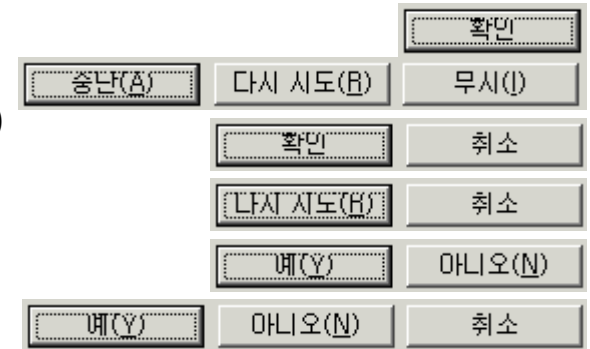 확인
중단(A) 다시 시도(R) 무시(I)
)
확인 취소
다시 시도(R) 취소
예(Y) 아니오(N)
예(Y) 아니오(N) 취소